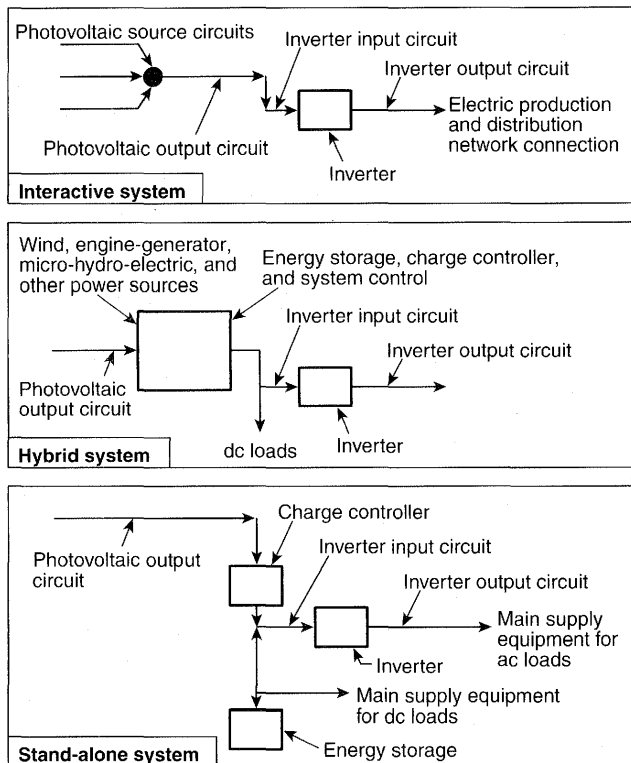 Photovoltaic source circuits
Inverter input circuit
Inverter output circuit
Electric production
and distribution
network connection
Photovoltaic output circuit
Inverter
Interactive system
Wind, engine-generator,
micro-hydro-electric, and
other power sources
Energy storage, charge controller,
and system control
Inverter input circuit
Inverter output circuit
Photovoltaic
output circuit
dc loads
Inverter
Hybrid system
Charge controller
Photovoltaic output
circuit
Inverter input circuit
Inverter output circuit
Main supply
equipment for
ac loads
Inverter
Main supply equipment
for dc loads
Energy storage
Stand-alone system